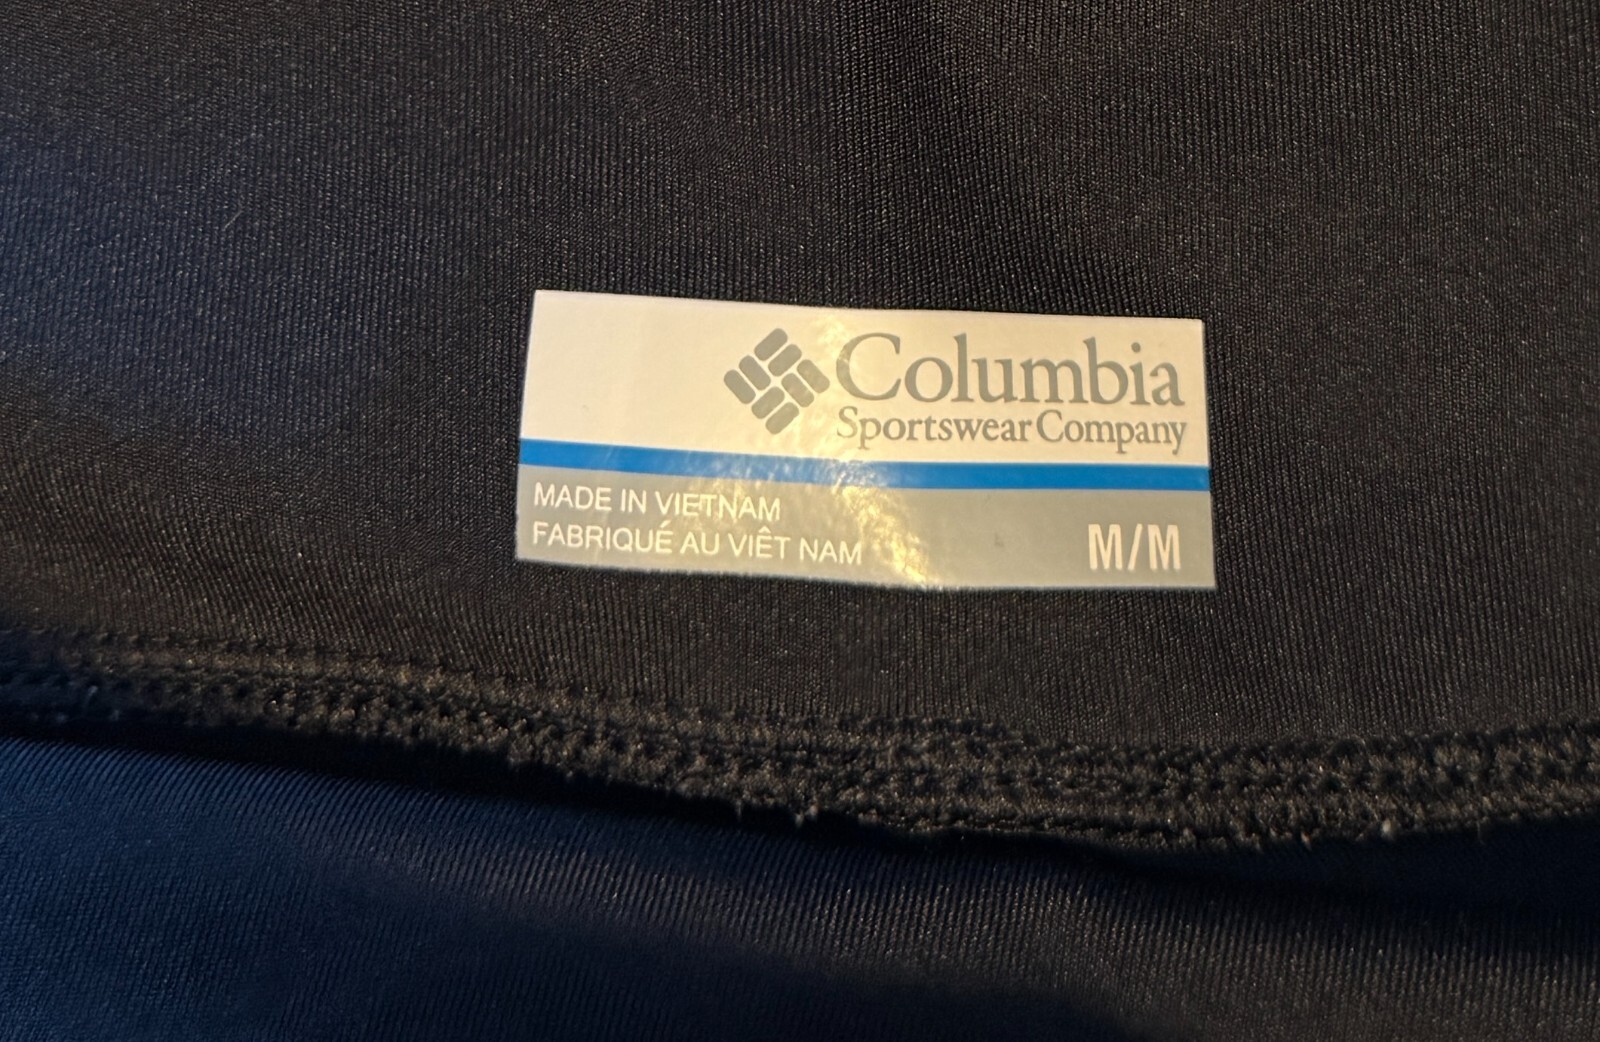 Columbia
Sportswear Company
MADE IN VIETNAM
FABRIQUÉ AU VIÊT NAM
M/M